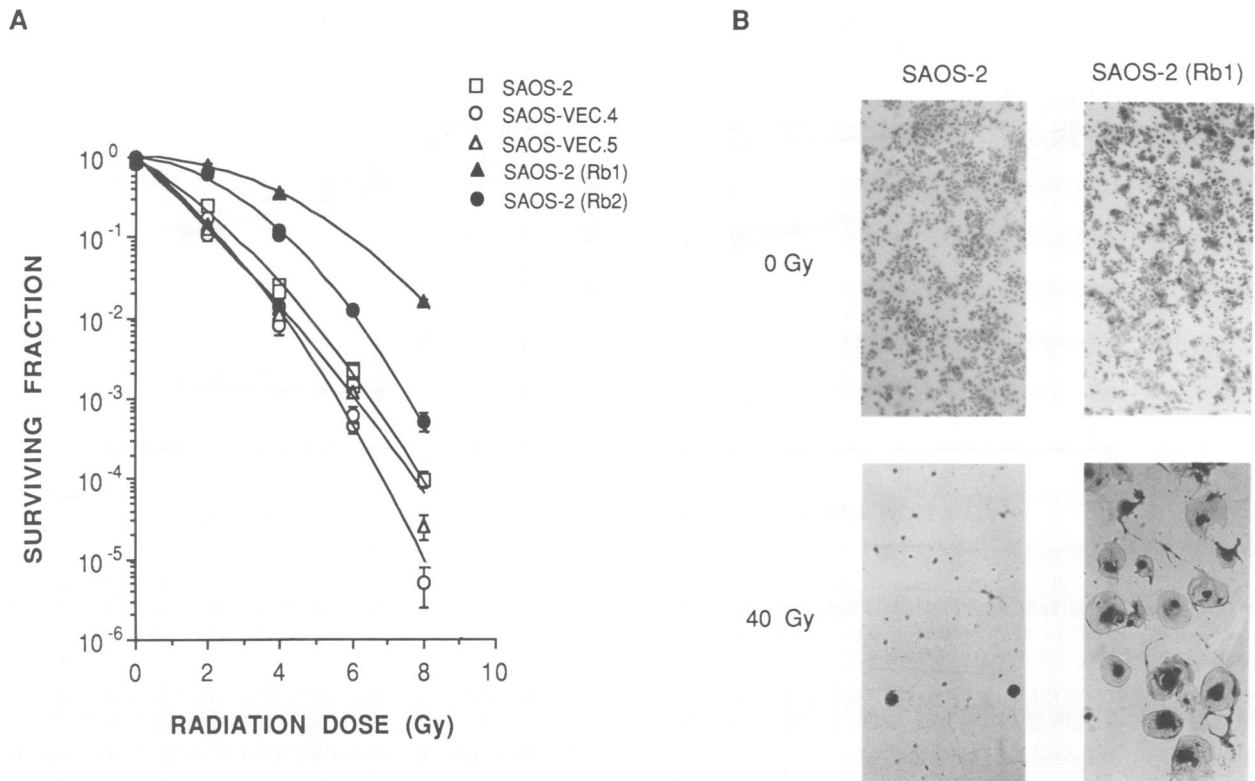 A
SAOS-2
SAOS-VEC.4
SAOS-VEC.5
SAOS-2 (Rb1)
SAOS-2 (Rb2)
SURVIVING FRACTION
10^0
10^-1
10^-2
10^-3
10^-4
10^-5
10^-6
0 2 4 6 8 10
RADIATION DOSE (Gy)
B
SAOS-2 SAOS-2 (Rb1)
0 Gy
40 Gy